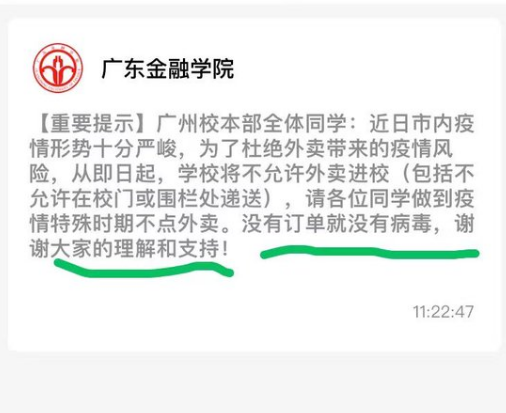 广东金融学院
【重要提示】广州校本部全体同学：近日市内疫
情形势十分严峻，为了杜绝外卖带来的疫情风
险，从即日起，学校将不允许外卖进校（包括不
允许在校门或围栏处递送），请各位同学做到疫
情特殊时期不点外卖。没有订单就没有病毒，谢
谢大家的理解和支持！
11:22:47